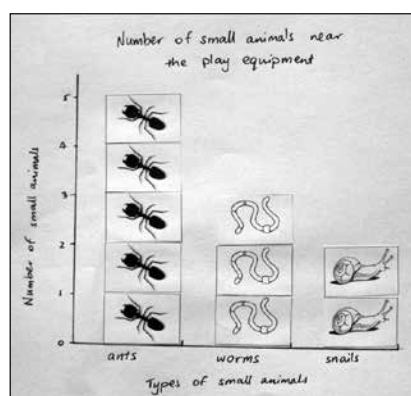 Number of small animals near
the play equipment
Number of small animals
5
4
3
2
1
0
ants worms snails
Types of small animals